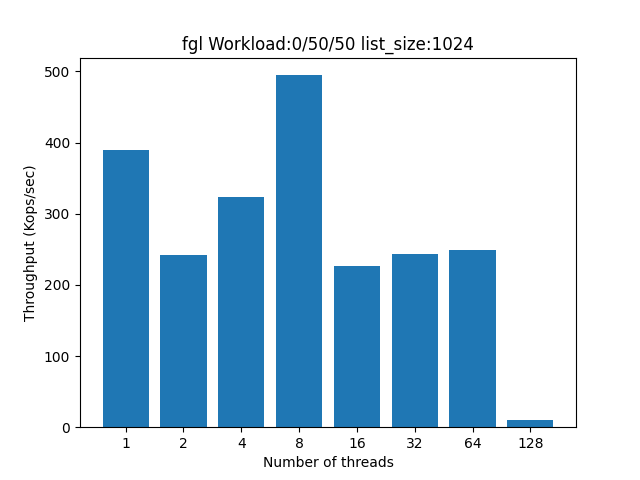 fgl Workload:0/50/50 list_size:1024
Throughput (Kops/sec)
500
400
300
200
100
0
1 2 4 8 16 32 64 128
Number of threads